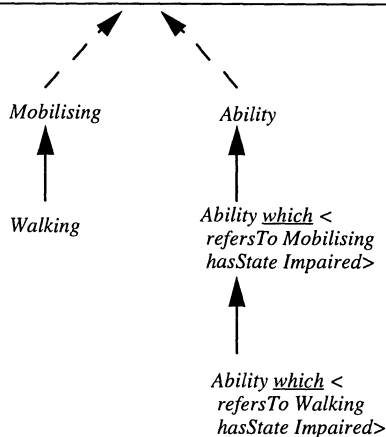 Mobilising
Ability
Walking
Ability which <
refersTo Mobilising
hasState Impaired>
Ability which <
refersTo Walking
hasState Impaired>